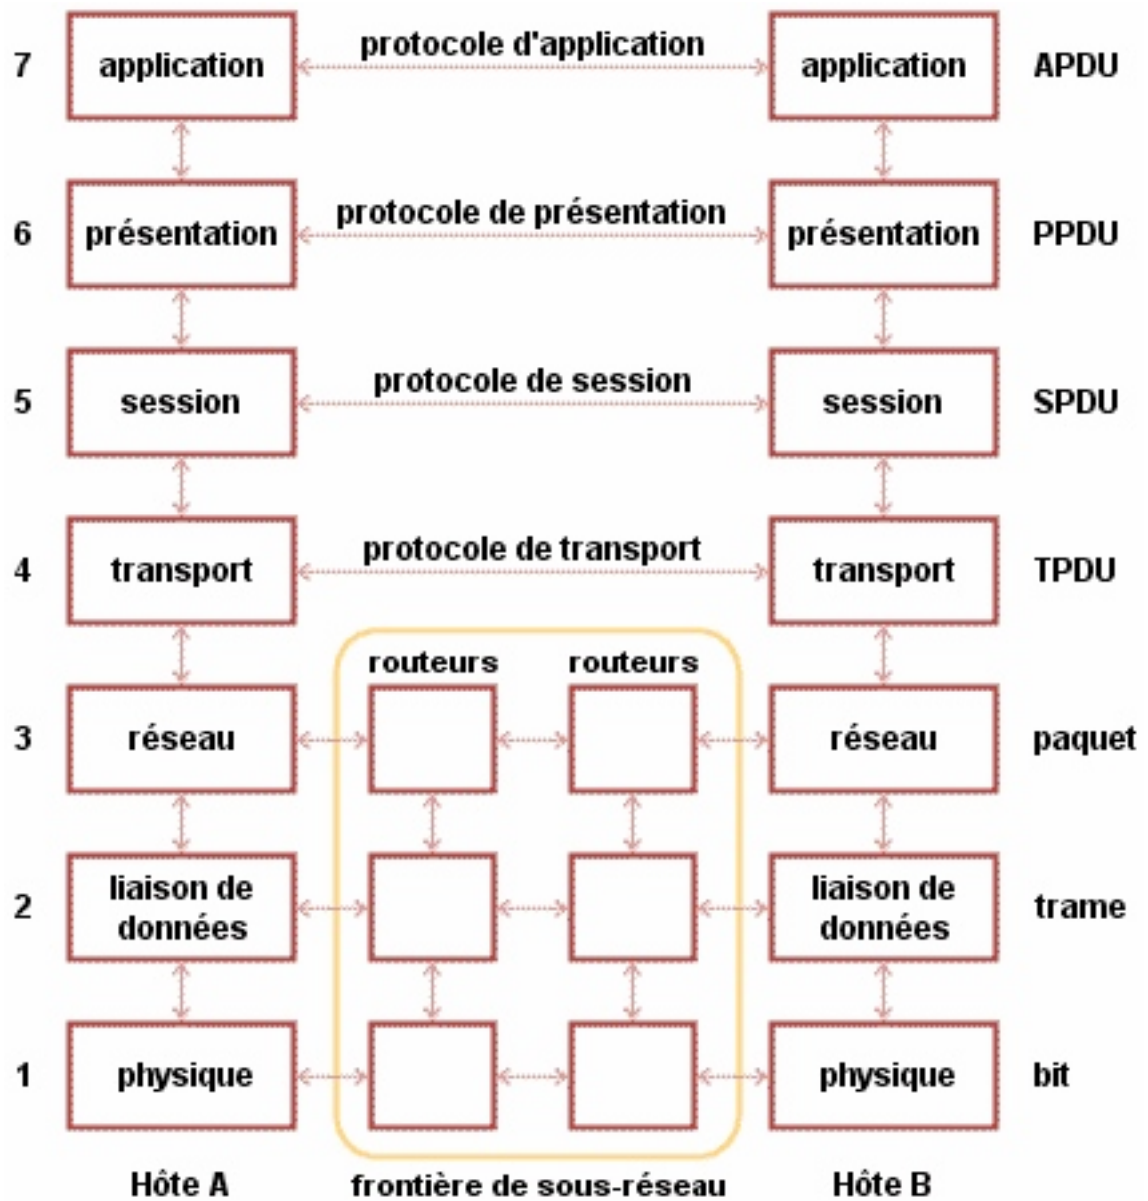 protocole d'application
7 application application APDU
protocole de présentation
6 présentation présentation PPDU
protocole de session
5 session session SPDU
protocole de transport
4 transport transport TPDU
routeurs routeurs
3 réseau réseau paquet
liaison de liaison de
2 trame
données données
1 physique physique bit
Hôte A frontière de sous-réseau Hôte B